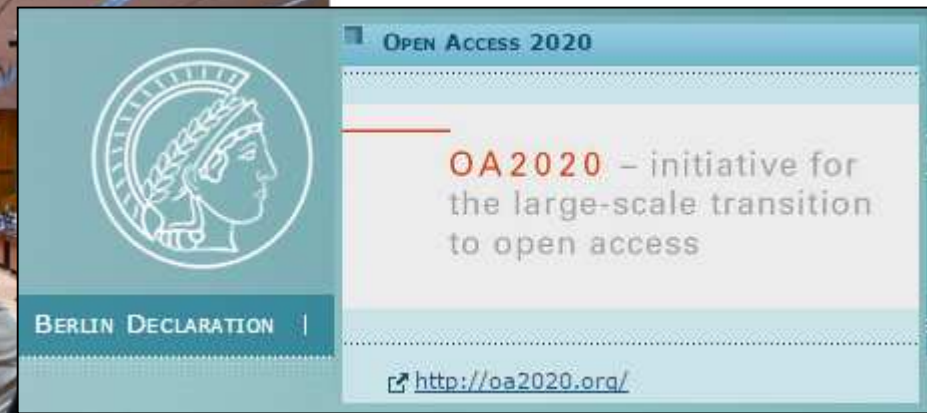 OPEN ACCESS 2020
OA2020 – initiative for
the large-scale transition
to open access
BERLIN DECLARATION |
http://oa2020.org/